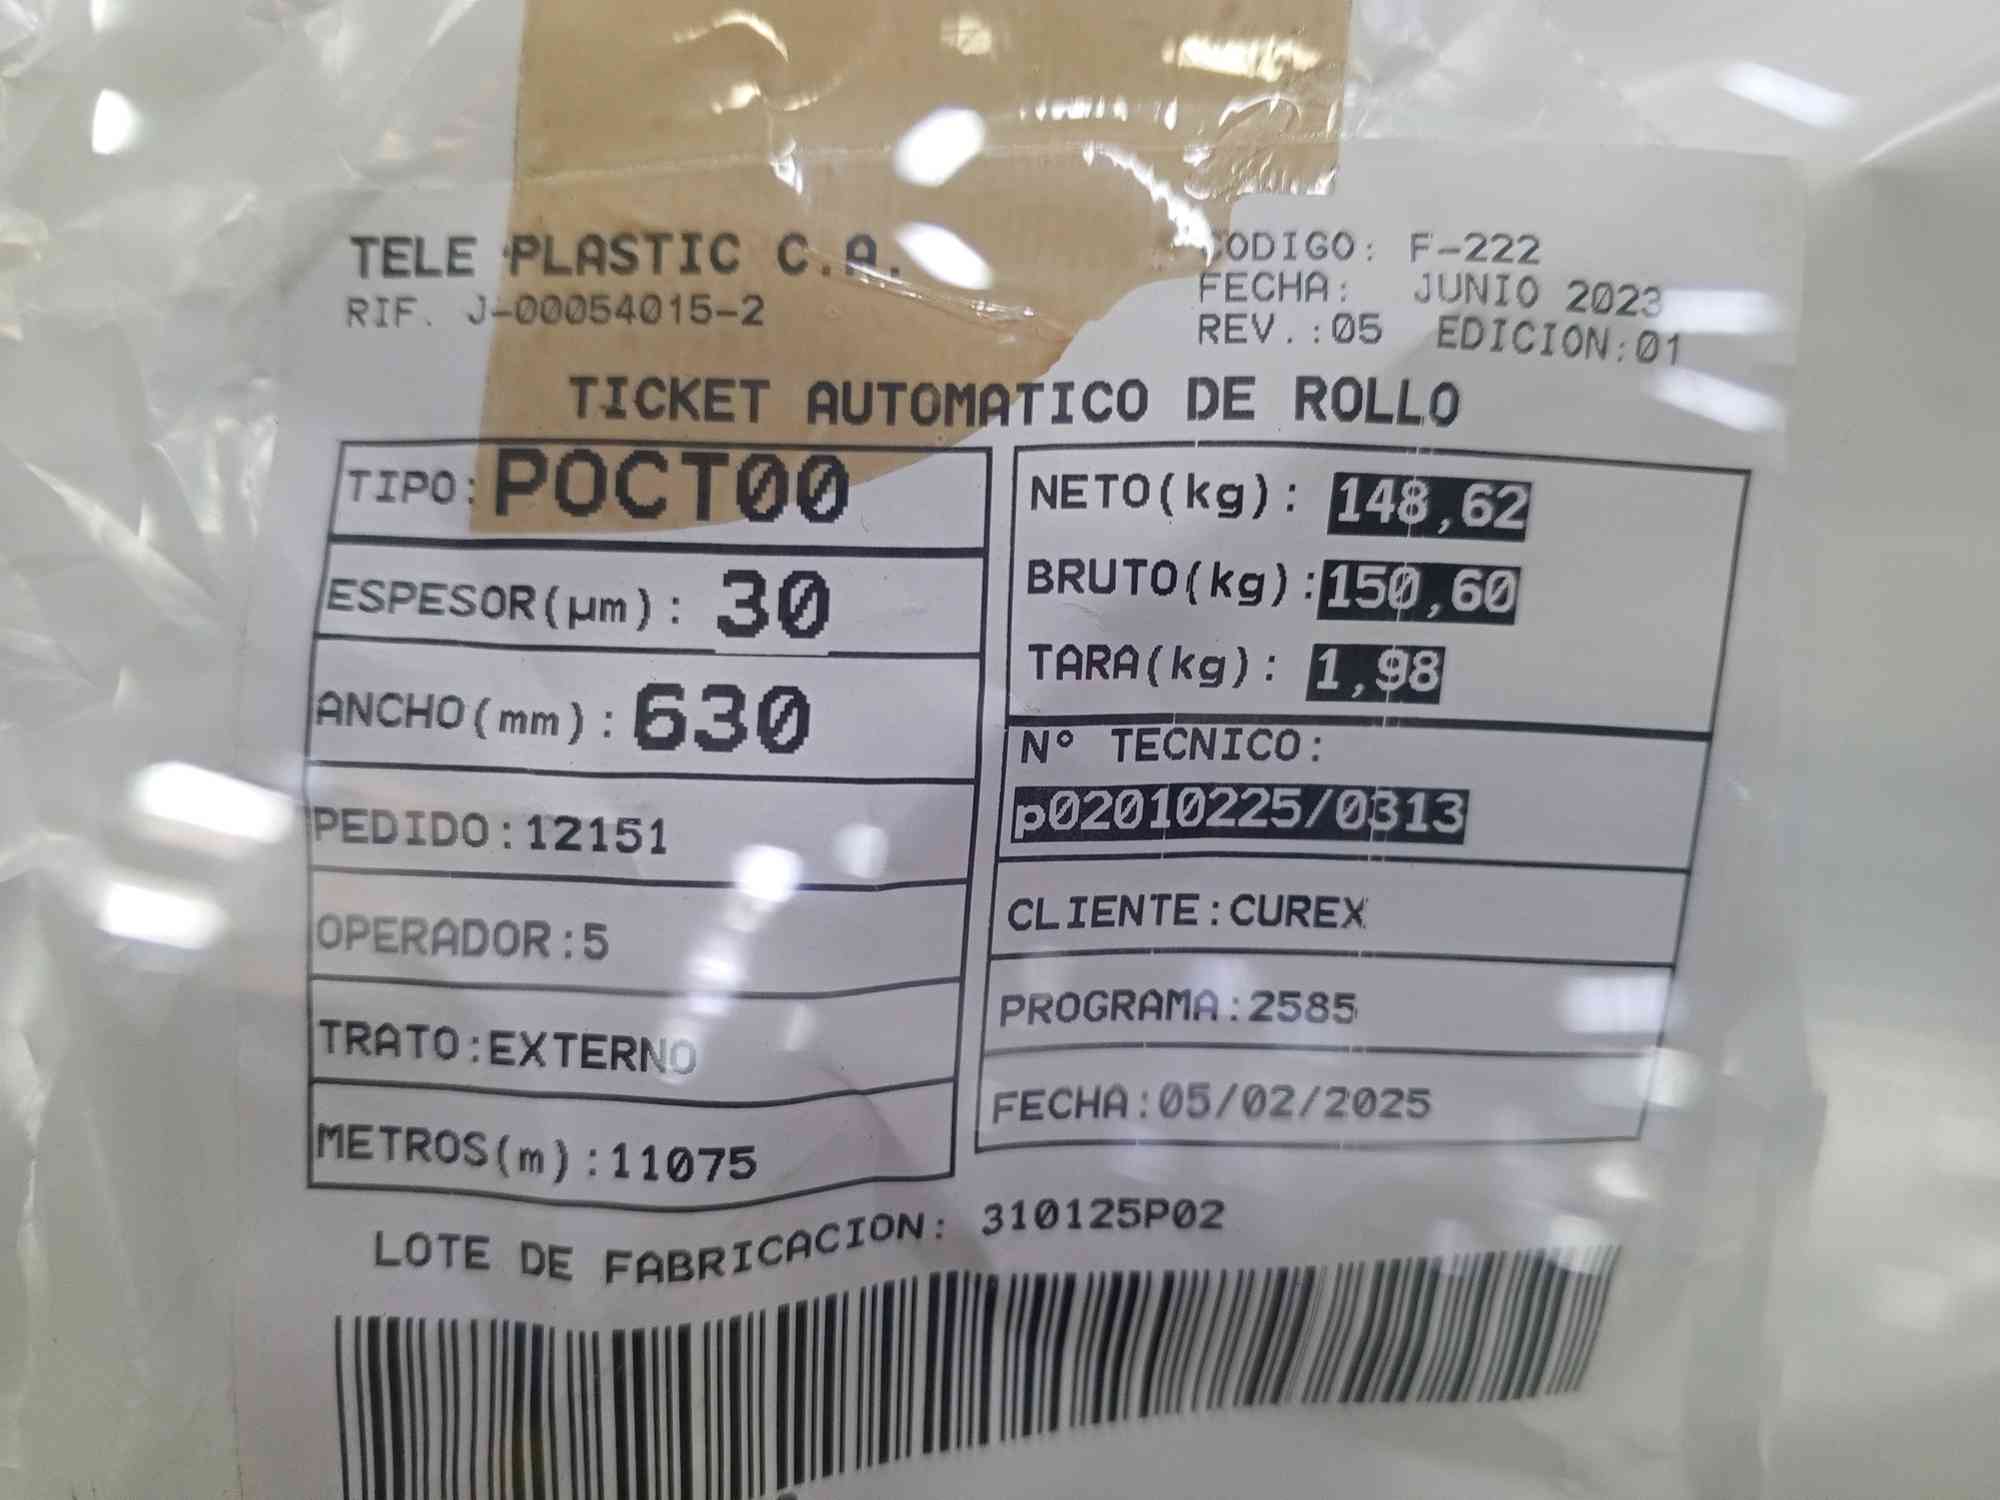 TELE PLASTIC C.A.
RIF. J-00054015-2
CODIGO: F-222
FECHA: JUNIO 2023
REV.:05 EDICION:01
TICKET AUTOMATICO DE ROLLO
TIPO: POCT00
ESPESOR(µm): 30
ANCHO(mm): 630
PEDIDO:12151
OPERADOR:5
TRATO:EXTERNO
METROS(m):11075
NETO(kg): 148,62
BRUTO(kg):150,60
TARA(kg): 1,98
N° TECNICO:
p02010225/0313
CLIENTE:CUREX
PROGRAMA:2585
FECHA:05/02/2025
LOTE DE FABRICACION: 310125P02